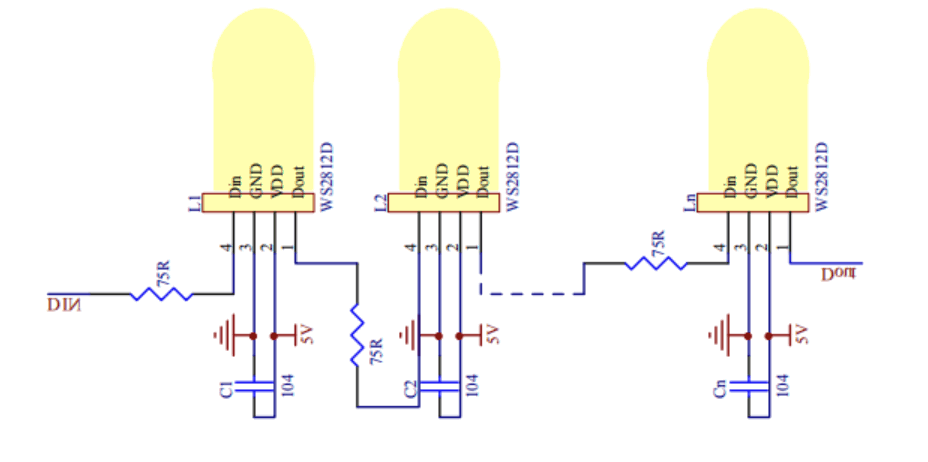 Din GND VDD Dout
L1 WS2812D
4 3 2 1
75R
DIN
5V
C1 104
75R
Din GND VDD Dout
L2 WS2812D
4 3 2 1
5V
C2 104
75R
Din GND VDD Dout
Ln WS2812D
4 3 2 1
Dout
5V
Cn 104